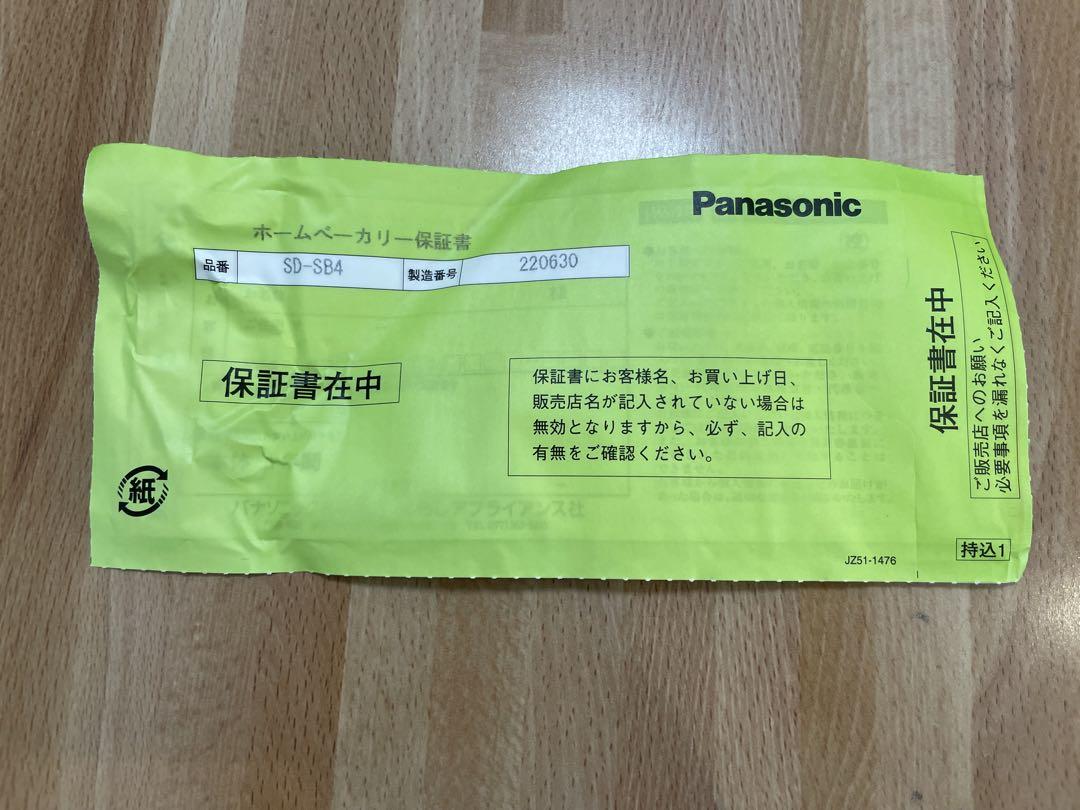 Panasonic
ホームベーカリー保証書
品番 SD-SB4 製造番号 220630
保証書在中
保証書にお客様名、お買い上げ日、
販売店名が記入されていない場合は
無効となりますから、必ず、記入の
有無をご確認ください。
紙
保証書在中
ご販売店へのお願い
必要事項を漏れなくご記入ください
JZ51-1476
持込1